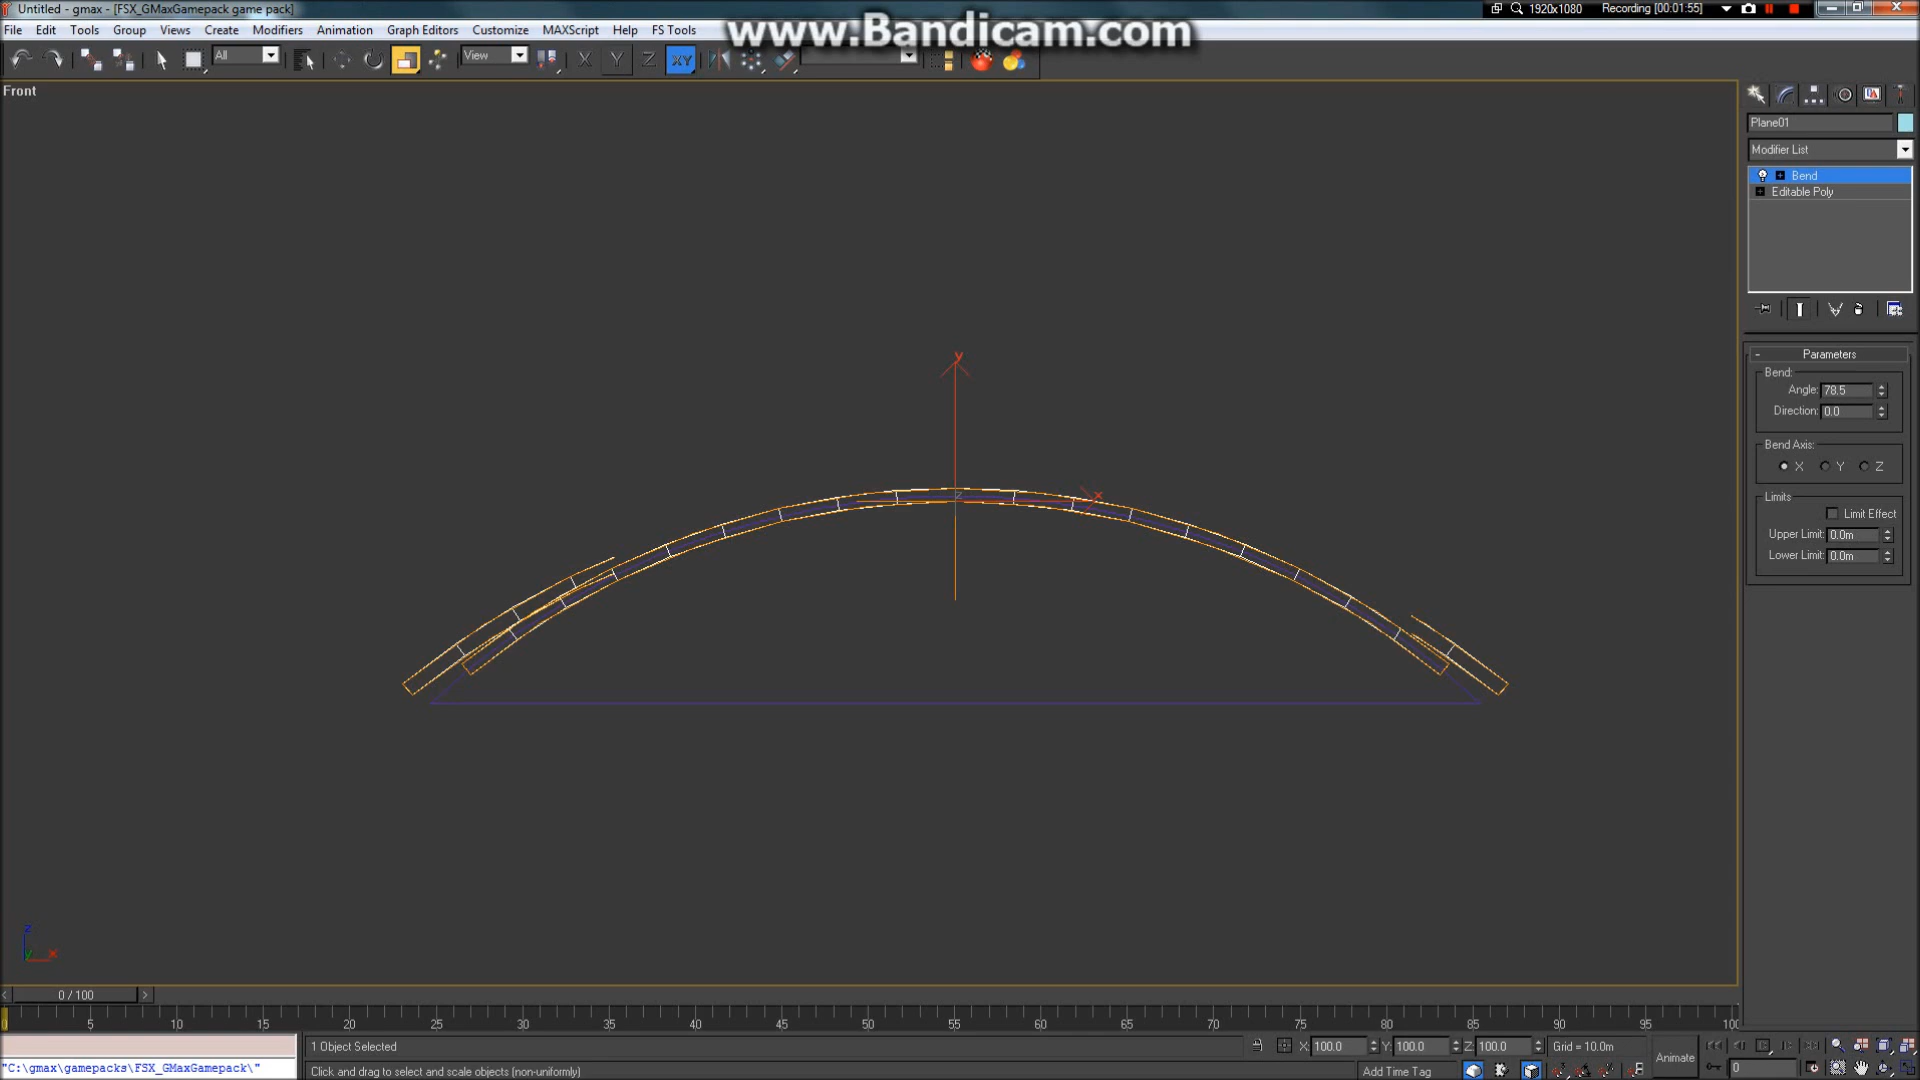 Untitled - gmax - [FSX_GMaxGamepack game pack]
1920x1080 Recording [00:01:55]
www.Bandicam.com
File Edit Tools Group Views Create Modifiers Animation Graph Editors Customize MAXScript Help FS Tools
All View X Y Z XY
Front
Plane01
Modifier List
Bend
Editable Poly
- Parameters
Bend:
Angle: 78.5
Direction: 0.0
Bend Axis:
X Y Z
Limits
Limit Effect
Upper Limit: 0.0m
Lower Limit: 0.0m
y
z x
z
y x
0 / 100
0 5 10 15 20 25 30 35 40 45 50 55 60 65 70 75 80 85 90 95 100
1 Object Selected X: 100.0 Y: 100.0 Z: 100.0 Grid = 10.0m Animate
"C:\gmax\gamepacks\FSX_GMaxGamepack\" Click and drag to select and scale objects (non-uniformly) Add Time Tag 0